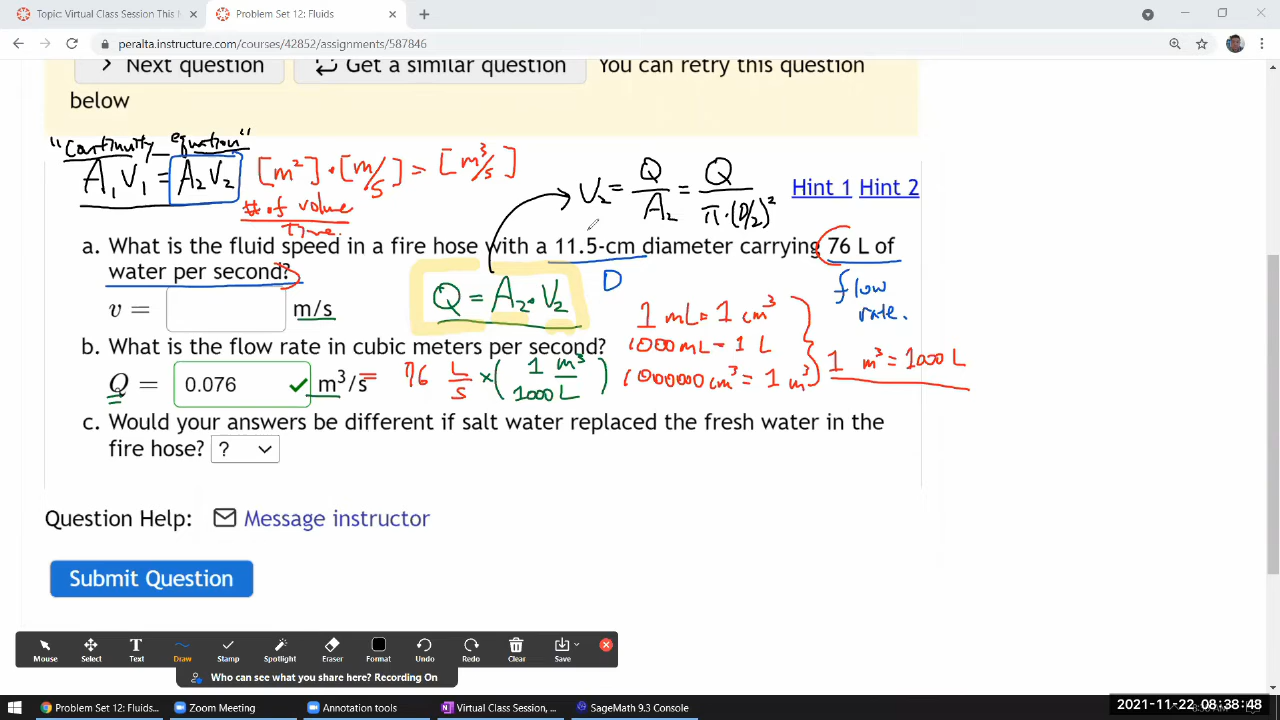 Topic: Virtual Class Session This
Problem Set 12: Fluids
peralta.instructure.com/courses/42852/assignments/587846
Next question
Get a similar question
You can retry this question
below
"Continuity equation"
A₁V₁ = A₂V₂
[m²]·[m/s] = [m³/s]
# of volume
time.
V₂ = Q/A₂ = Q/π·(D/2)²
Hint 1 Hint 2
a. What is the fluid speed in a fire hose with a 11.5-cm diameter carrying 76 L of
water per second?
D
flow
rate.
Q = A₂·V₂
v = m/s
1 mL = 1 cm³
1000 mL = 1 L
1000000 cm³ = 1 m³
1 m³ = 1000 L
b. What is the flow rate in cubic meters per second?
Q = 0.076 m³/s = 76 L/s × (1 m³/1000 L)
c. Would your answers be different if salt water replaced the fresh water in the
fire hose? ?
Question Help: Message instructor
Submit Question
Mouse Select Text Draw Stamp Spotlight Eraser Format Undo Redo Clear Save
Who can see what you share here? Recording On
Problem Set 12: Fluids...
Zoom Meeting
Annotation tools
Virtual Class Session, ...
SageMath 9.3 Console
2021-11-22 08:38:48